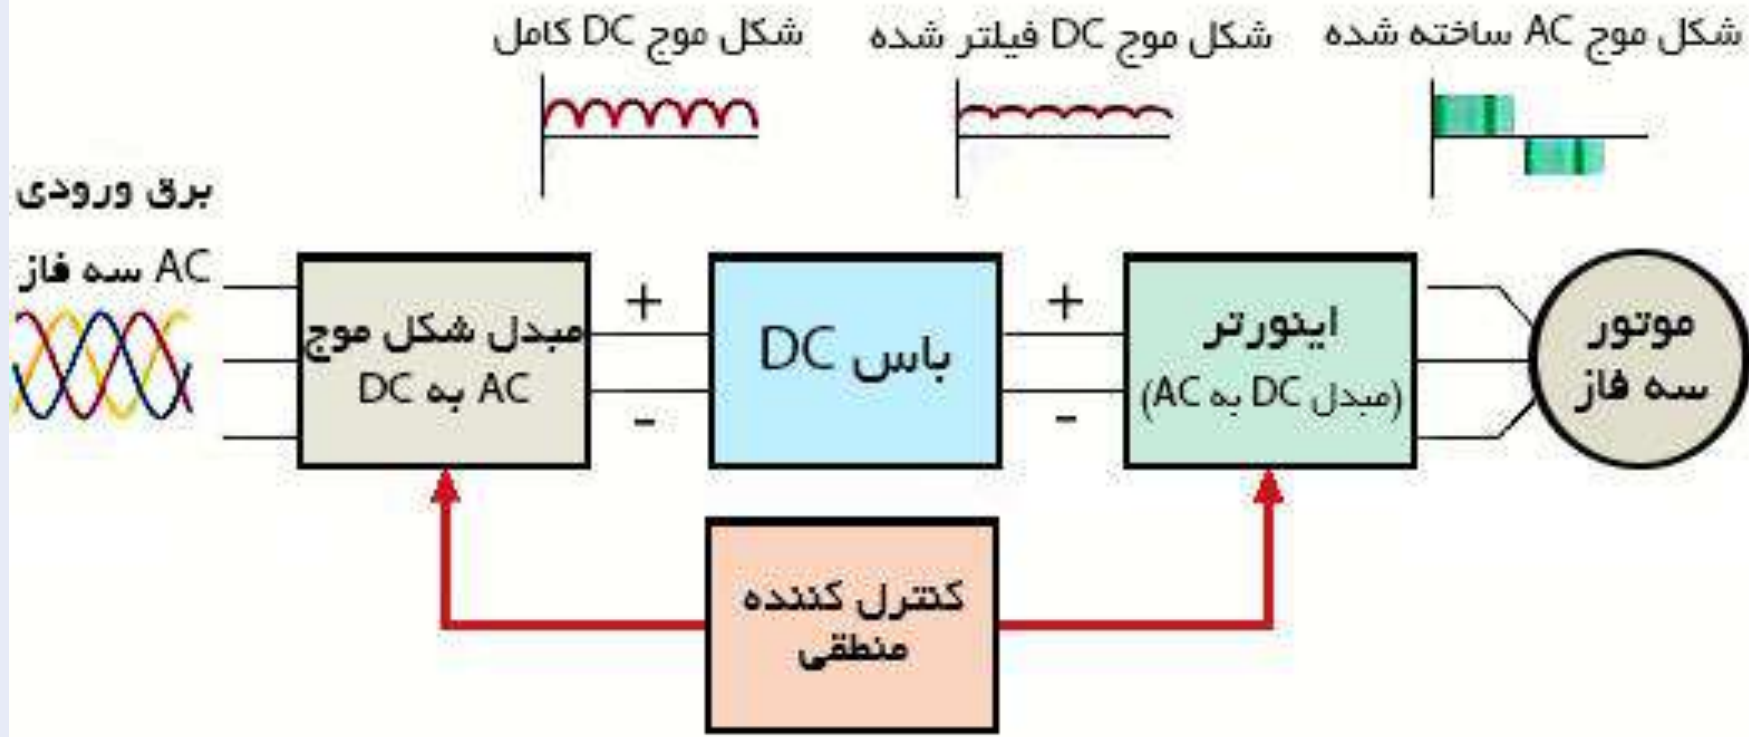 شکل موج DC کامل
شکل موج DC فیلتر شده
شکل موج AC ساخته شده
برق ورودی
AC سه فاز
مبدل شکل موج
AC به DC
+
-
باس DC
+
-
اینورتر
(مبدل DC به AC)
موتور
سه فاز
کنترل کننده
منطقی